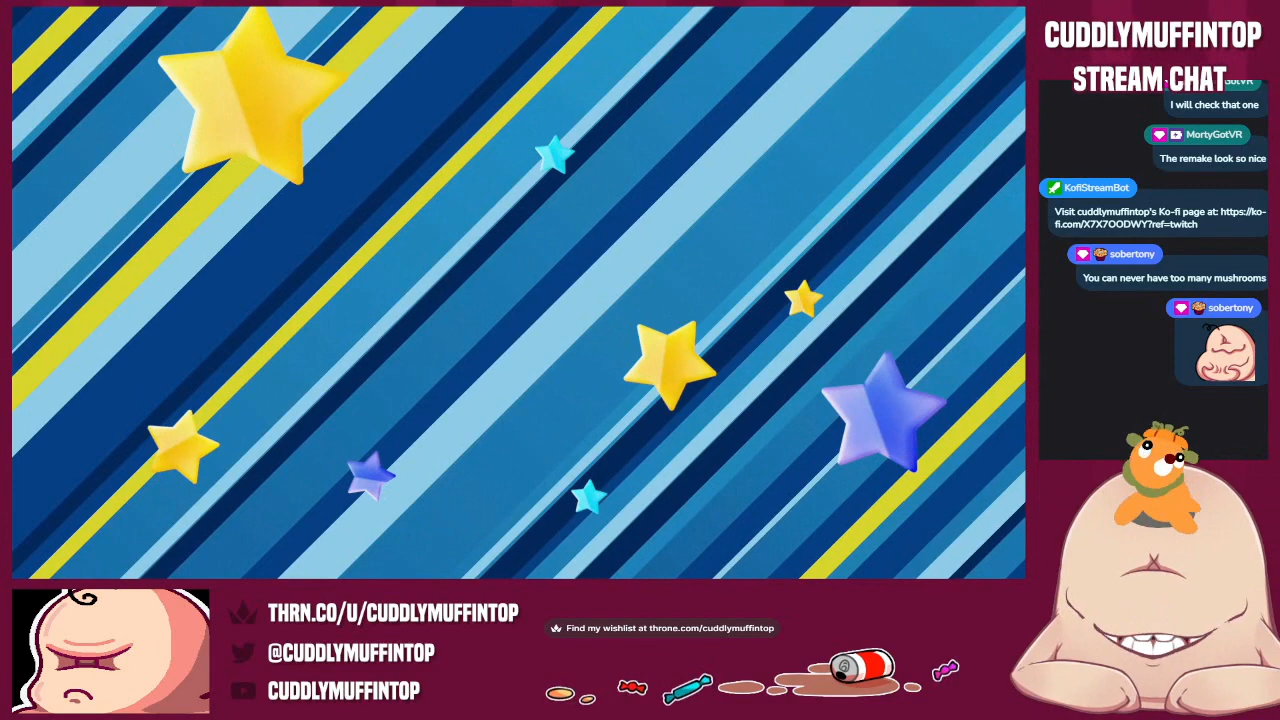 CUDDLYMUFFINTOP
STREAM CHAT
GotVR
I will check that one
MortyGotVR
The remake look so nice
KofiStreamBot
Visit cuddlymuffintop's Ko-fi page at: https://ko-
fi.com/X7X7OODWY?ref=twitch
sobertony
You can never have too many mushrooms
sobertony
THRN.CO/U/CUDDLYMUFFINTOP
Find my wishlist at throne.com/cuddlymuffintop
@CUDDLYMUFFINTOP
CUDDLYMUFFINTOP